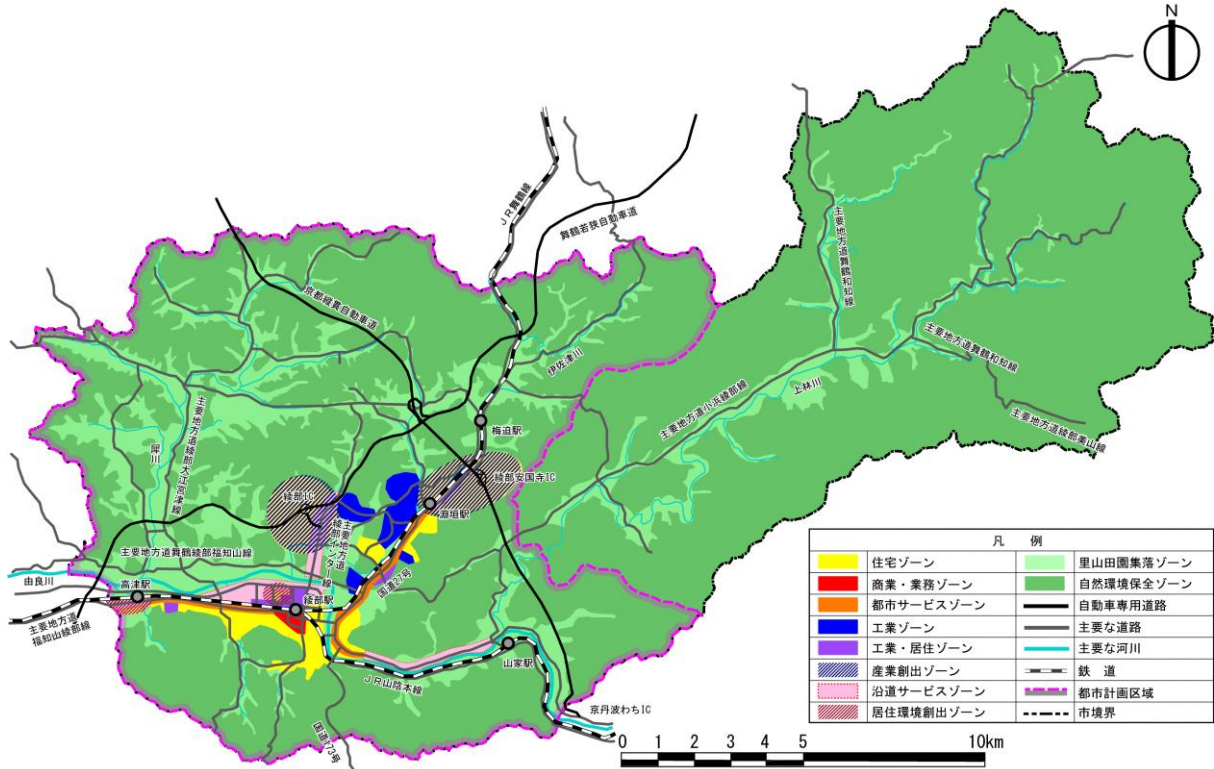 N
JR舞鶴線
舞鶴若狭自動車道
京都縦貫自動車道
伊佐津川
主要地方道舞鶴和知線
主要地方道舞鶴和知線
主要地方道小浜綾部線
上林川
主要地方道綾部美山線
梅迫駅
主要地方道綾部大江宮津線
犀川
綾部安国寺IC
綾部IC
淵垣駅
主要地方道
綾部インター線
主要地方道舞鶴綾部福知山線
国道27号
由良川
高津駅
綾部駅
主要地方道
福知山綾部線
山家駅
JR山陰本線
京丹波わちIC
国道173号
凡 例
住宅ゾーン
里山田園集落ゾーン
商業・業務ゾーン
自然環境保全ゾーン
都市サービスゾーン
自動車専用道路
工業ゾーン
主要な道路
工業・居住ゾーン
主要な河川
産業創出ゾーン
鉄 道
沿道サービスゾーン
都市計画区域
居住環境創出ゾーン
市境界
0 1 2 3 4 5 10km